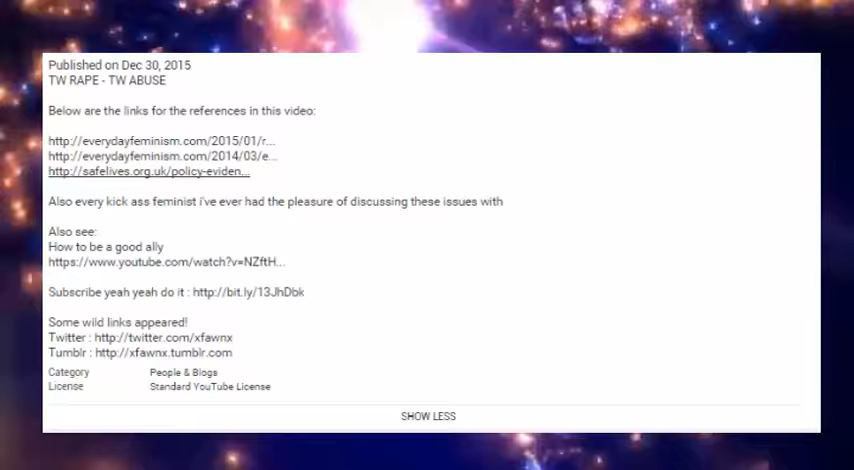 Published on Dec 30, 2015
TW RAPE - TW ABUSE
Below are the links for the references in this video:
http://everydayfeminism.com/2015/01/r...
http://everydayfeminism.com/2014/03/e...
http://safelives.org.uk/policy-eviden...
Also every kick ass feminist i've ever had the pleasure of discussing these issues with
Also see:
How to be a good ally
https://www.youtube.com/watch?v=NZftH...
Subscribe yeah yeah do it : http://bit.ly/13JhDbk
Some wild links appeared!
Twitter : http://twitter.com/xfawnx
Tumblr : http://xfawnx.tumblr.com
Category People & Blogs
License Standard YouTube License
SHOW LESS